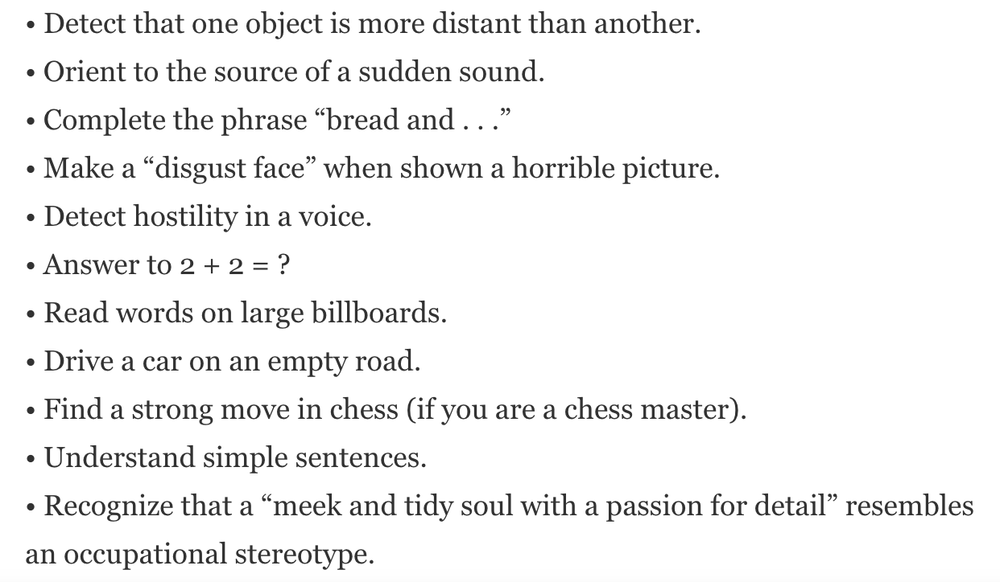 • Detect that one object is more distant than another.
• Orient to the source of a sudden sound.
• Complete the phrase “bread and . . .”
• Make a “disgust face” when shown a horrible picture.
• Detect hostility in a voice.
• Answer to 2 + 2 = ?
• Read words on large billboards.
• Drive a car on an empty road.
• Find a strong move in chess (if you are a chess master).
• Understand simple sentences.
• Recognize that a “meek and tidy soul with a passion for detail” resembles
an occupational stereotype.